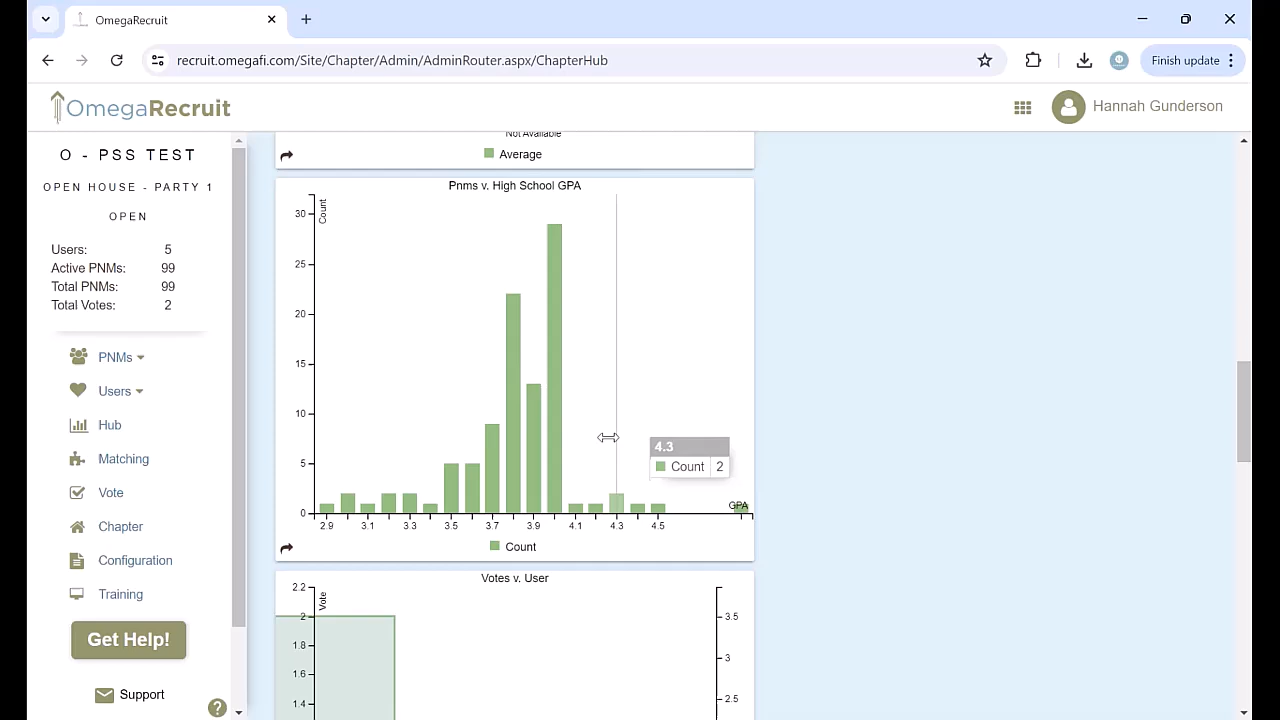 OmegaRecruit
recruit.omegafi.com/Site/Chapter/Admin/AdminRouter.aspx/ChapterHub
Finish update
OmegaRecruit
Hannah Gunderson
O - PSS TEST
OPEN HOUSE - PARTY 1
OPEN
Users: 5
Active PNMs: 99
Total PNMs: 99
Total Votes: 2
PNMs
Users
Hub
Matching
Vote
Chapter
Configuration
Training
Get Help!
Support
?
Not Available
Average
Pnms v. High School GPA
Count
30
25
20
15
10
5
0
2.9 3.1 3.3 3.5 3.7 3.9 4.1 4.3 4.5
GPA
4.3
Count 2
Count
Votes v. User
Vote
2.2
2
1.8
1.6
1.4
3.5
3
2.5